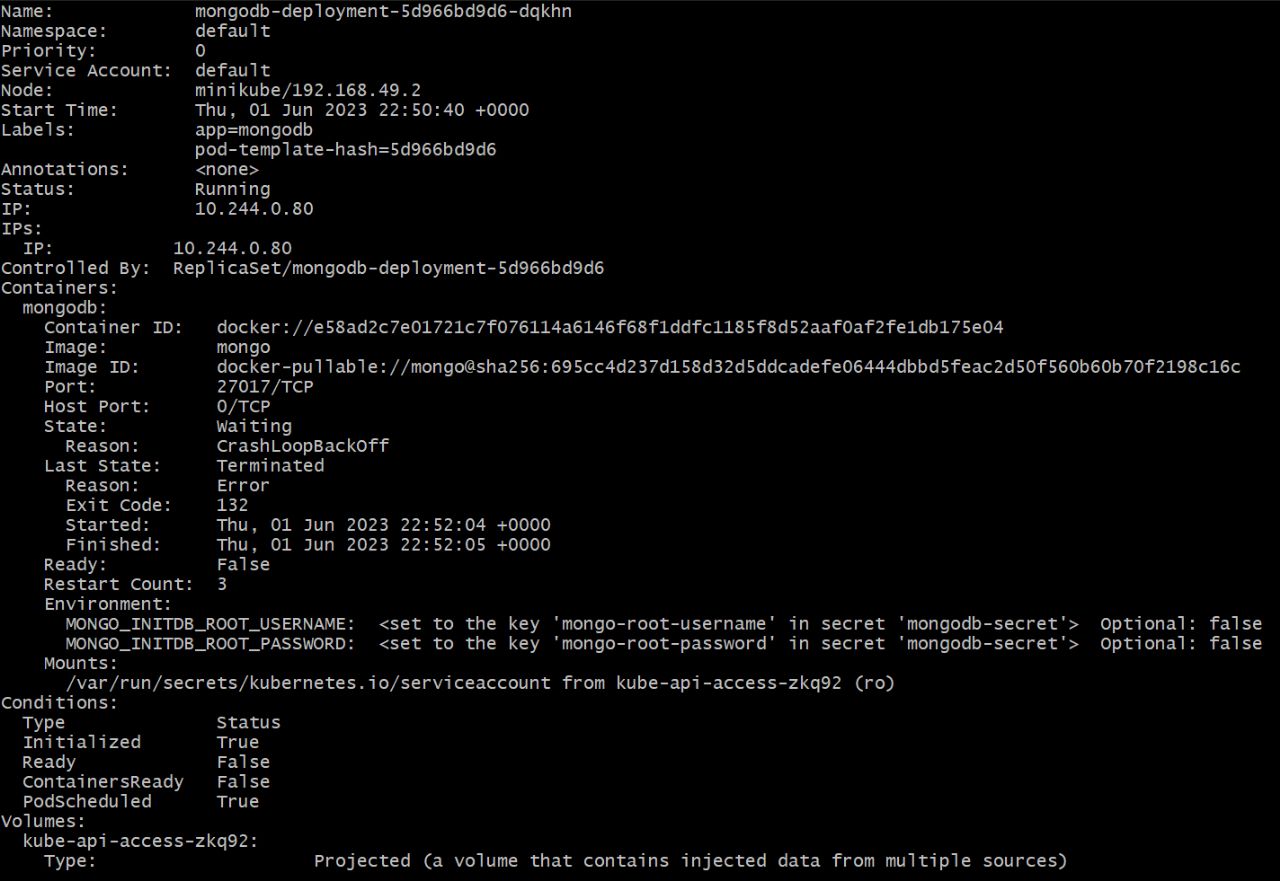 Name:             mongodb-deployment-5d966bd9d6-dqkhn
Namespace:        default
Priority:         0
Service Account:  default
Node:             minikube/192.168.49.2
Start Time:       Thu, 01 Jun 2023 22:50:40 +0000
Labels:           app=mongodb
                  pod-template-hash=5d966bd9d6
Annotations:      <none>
Status:           Running
IP:               10.244.0.80
IPs:
  IP:           10.244.0.80
Controlled By:  ReplicaSet/mongodb-deployment-5d966bd9d6
Containers:
  mongodb:
    Container ID:   docker://e58ad2c7e01721c7f076114a6146f68f1ddfc1185f8d52aaf0af2fe1db175e04
    Image:          mongo
    Image ID:       docker-pullable://mongo@sha256:695cc4d237d158d32d5ddcadefe06444dbbd5feac2d50f560b60b70f2198c16c
    Port:           27017/TCP
    Host Port:      0/TCP
    State:          Waiting
      Reason:       CrashLoopBackOff
    Last State:     Terminated
      Reason:       Error
      Exit Code:    132
      Started:      Thu, 01 Jun 2023 22:52:04 +0000
      Finished:     Thu, 01 Jun 2023 22:52:05 +0000
    Ready:          False
    Restart Count:  3
    Environment:
      MONGO_INITDB_ROOT_USERNAME:  <set to the key 'mongo-root-username' in secret 'mongodb-secret'>  Optional: false
      MONGO_INITDB_ROOT_PASSWORD:  <set to the key 'mongo-root-password' in secret 'mongodb-secret'>  Optional: false
    Mounts:
      /var/run/secrets/kubernetes.io/serviceaccount from kube-api-access-zkq92 (ro)
Conditions:
  Type              Status
  Initialized       True
  Ready             False
  ContainersReady   False
  PodScheduled      True
Volumes:
  kube-api-access-zkq92:
    Type:                    Projected (a volume that contains injected data from multiple sources)